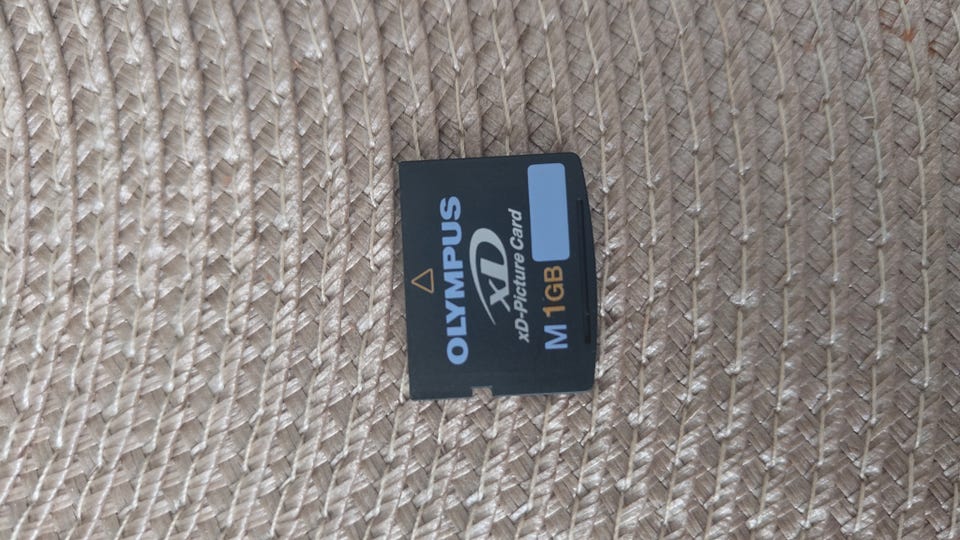 OLYMPUS
xD
xD-Picture Card
M 1GB